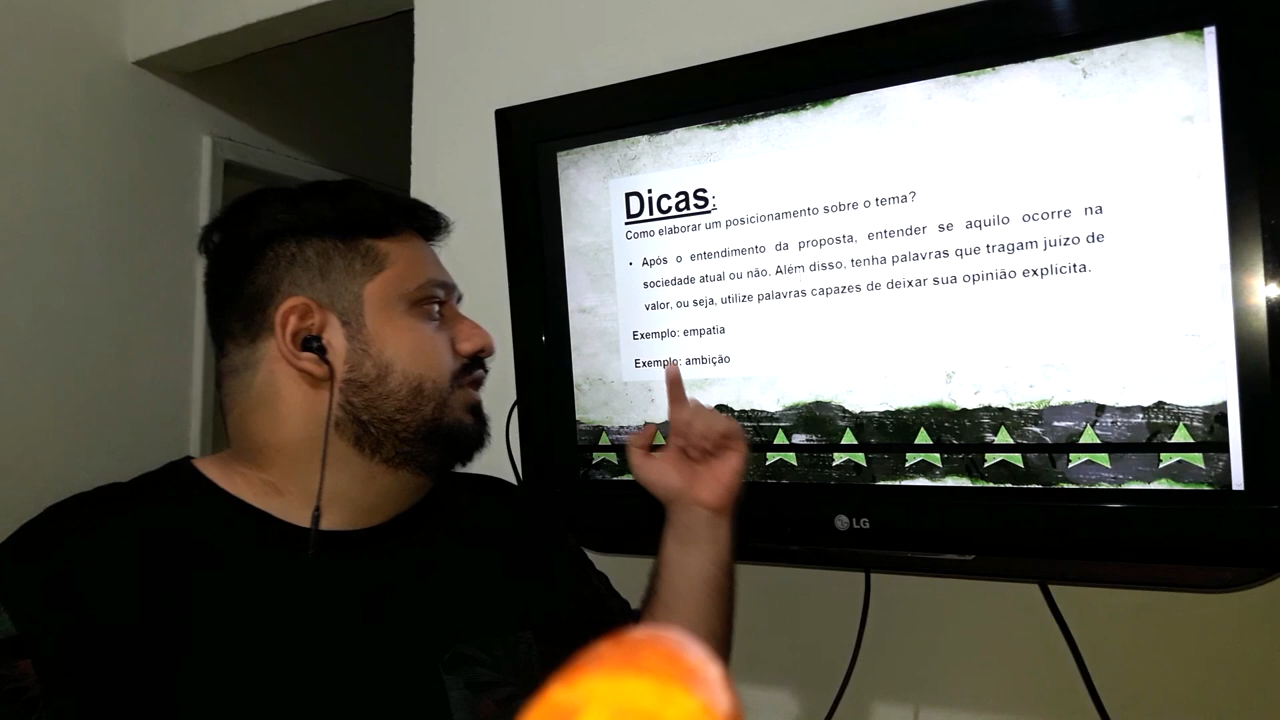 Dicas:
Como elaborar um posicionamento sobre o tema?
• Após o entendimento da proposta, entender se aquilo ocorre na
sociedade atual ou não. Além disso, tenha palavras que tragam juízo de
valor, ou seja, utilize palavras capazes de deixar sua opinião explícita.
Exemplo: empatia
Exemplo: ambição
LG